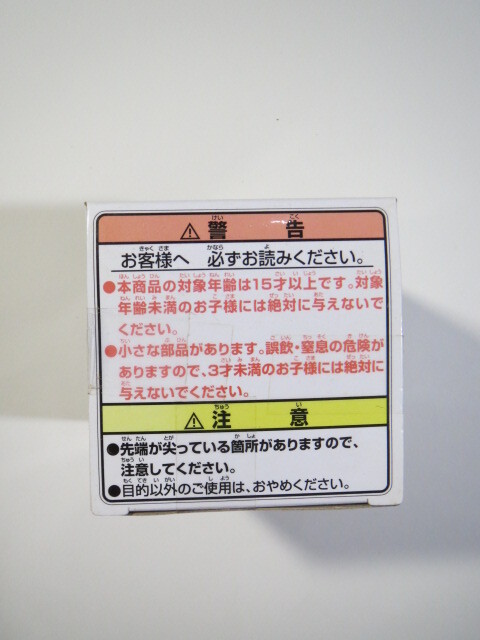 ⚠警告
お客様へ 必ずお読みください。
●本商品の対象年齢は15才以上です。対象
年齢未満のお子様には絶対に与えないで
ください。
●小さな部品があります。誤飲・窒息の危険が
ありますので、3才未満のお子様には絶対に
与えないでください。
⚠注意
●先端が尖っている箇所がありますので、
注意してください。
●目的以外のご使用は、おやめください。